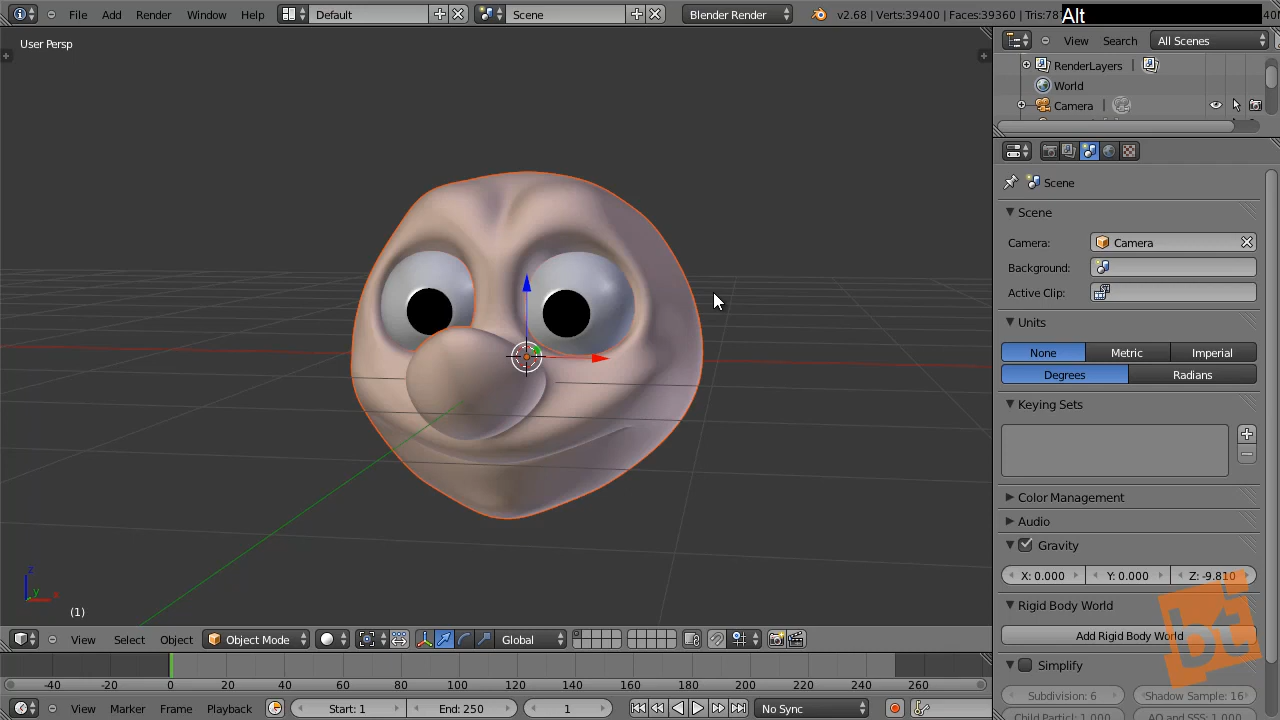 File Add Render Window Help Default Scene Blender Render v2.68 | Verts:39400 | Faces:39360 | Tris:78 Alt
User Persp
View Search All Scenes
RenderLayers |
World
Camera |
Scene
Scene
Camera: Camera
Background:
Active Clip:
Units
None Metric Imperial
Degrees Radians
Keying Sets
Color Management
Audio
Gravity
X: 0.000 Y: 0.000 Z: -9.810
Rigid Body World
Add Rigid Body World
Simplify
Subdivision: 6 Shadow Sample: 16
z
y x
(1)
View Select Object Object Mode Global
-40 -20 0 20 40 60 80 100 120 140 160 180 200 220 240 260
View Marker Frame Playback Start: 1 End: 250 1 No Sync
bt